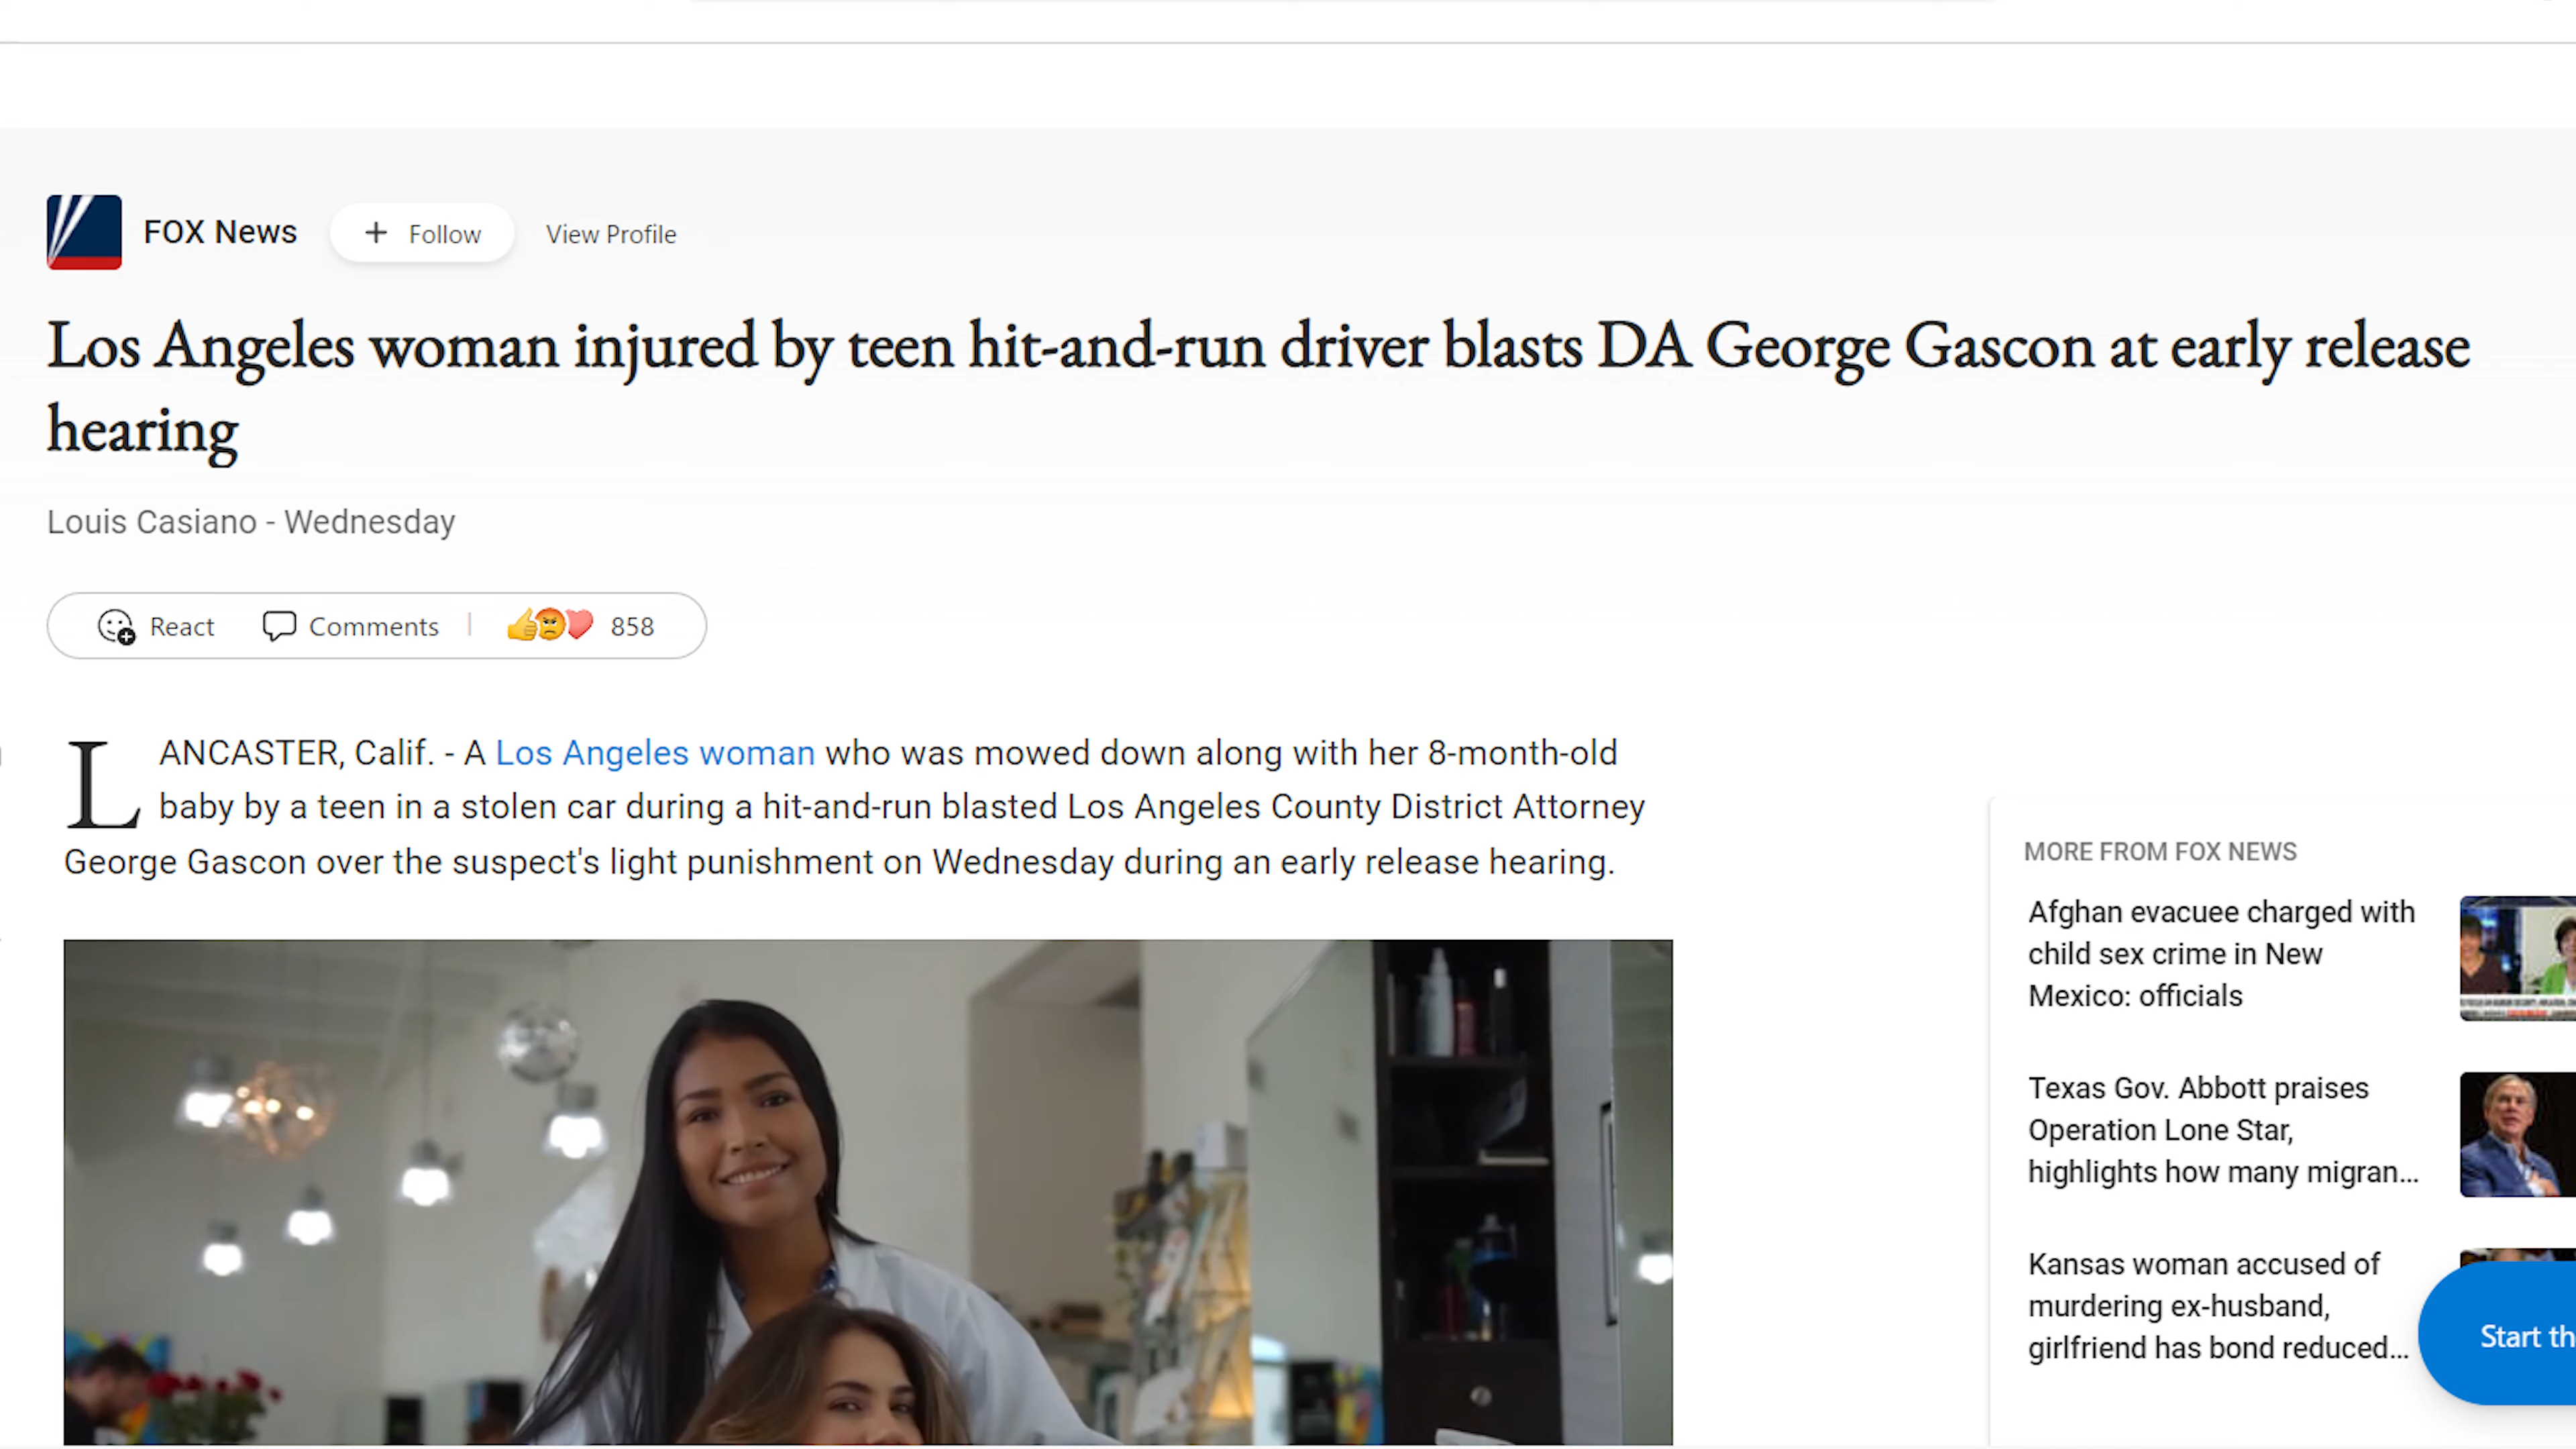 FOX News
+ Follow
View Profile
Los Angeles woman injured by teen hit-and-run driver blasts DA George Gascon at early release
hearing
Louis Casiano - Wednesday
React
Comments
858
LANCASTER, Calif. - A Los Angeles woman who was mowed down along with her 8-month-old
baby by a teen in a stolen car during a hit-and-run blasted Los Angeles County District Attorney
George Gascon over the suspect's light punishment on Wednesday during an early release hearing.
MORE FROM FOX NEWS
Afghan evacuee charged with
child sex crime in New
Mexico: officials
Texas Gov. Abbott praises
Operation Lone Star,
highlights how many migran...
Kansas woman accused of
murdering ex-husband,
girlfriend has bond reduced...
Start th